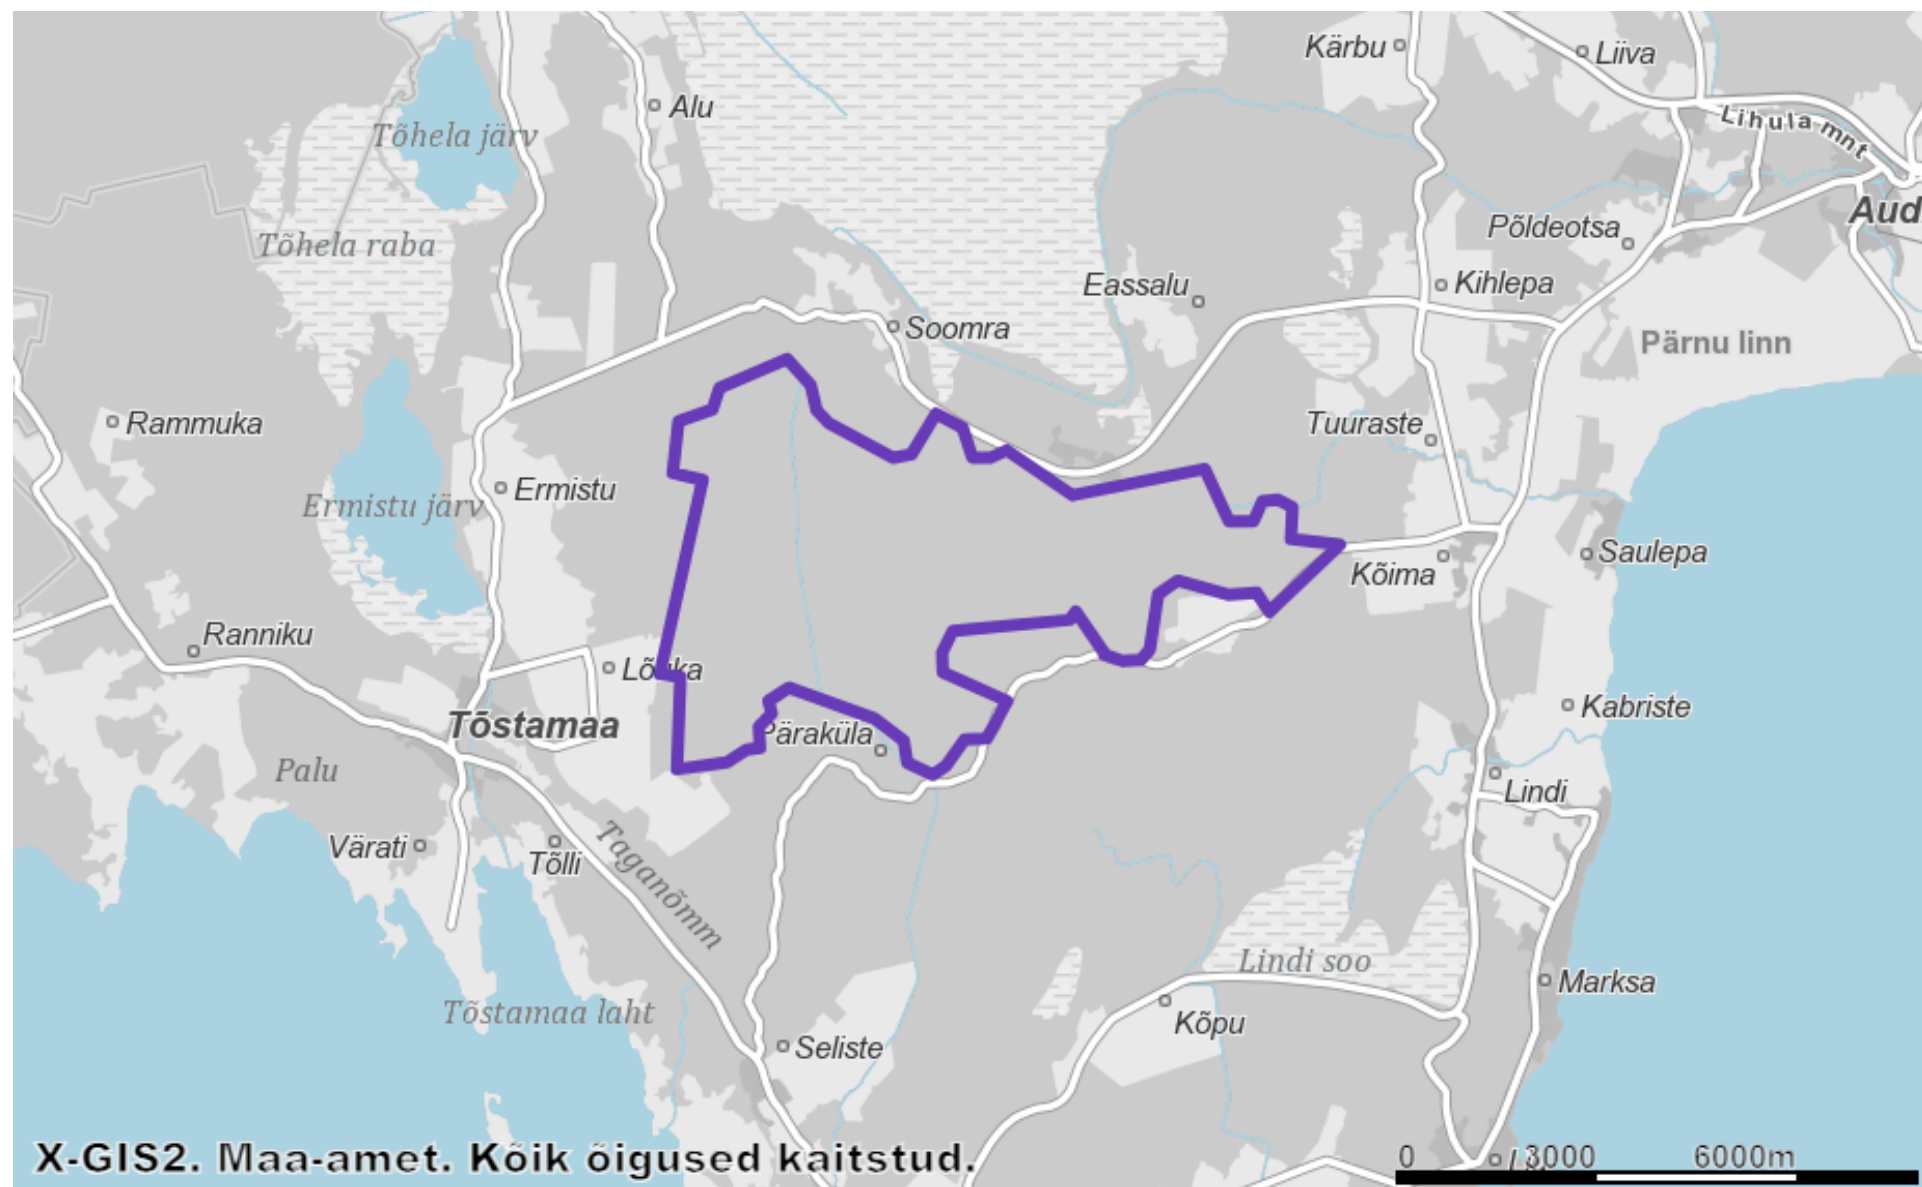 Kärbu
Liiva
Alu
Lihula mnt
Tõhela järv
Aud
Põldeotsa
Tõhela raba
Eassalu
Kihlepa
Soomra
Pärnu linn
Rammuka
Tuuraste
Ermistu
Ermistu järv
Saulepa
Kõima
Ranniku
Kabriste
Tõstamaa
Päraküla
Palu
Lindi
Värati
Tõlli
Taganõmm
Lindi soo
Marksa
Tõstamaa laht
Kõpu
Seliste
X-GIS2. Maa-amet. Kõik õigused kaitstud.
0 3000 6000m